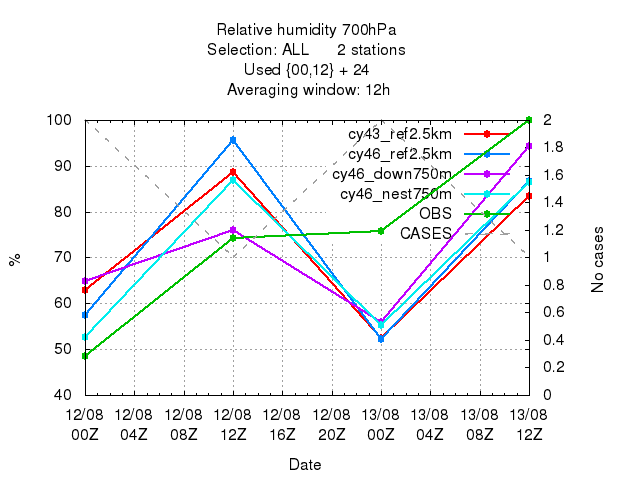 Relative humidity 700hPa
Selection: ALL 2 stations
Used {00,12} + 24
Averaging window: 12h
100
90
80
70
60
50
40
%
2
1.8
1.6
1.4
1.2
1
0.8
0.6
0.4
0.2
0
No cases
cy43_ref2.5km
cy46_ref2.5km
cy46_down750m
cy46_nest750m
OBS
CASES
12/08 12/08 12/08 12/08 12/08 12/08 13/08 13/08 13/08 13/08
00Z 04Z 08Z 12Z 16Z 20Z 00Z 04Z 08Z 12Z
Date